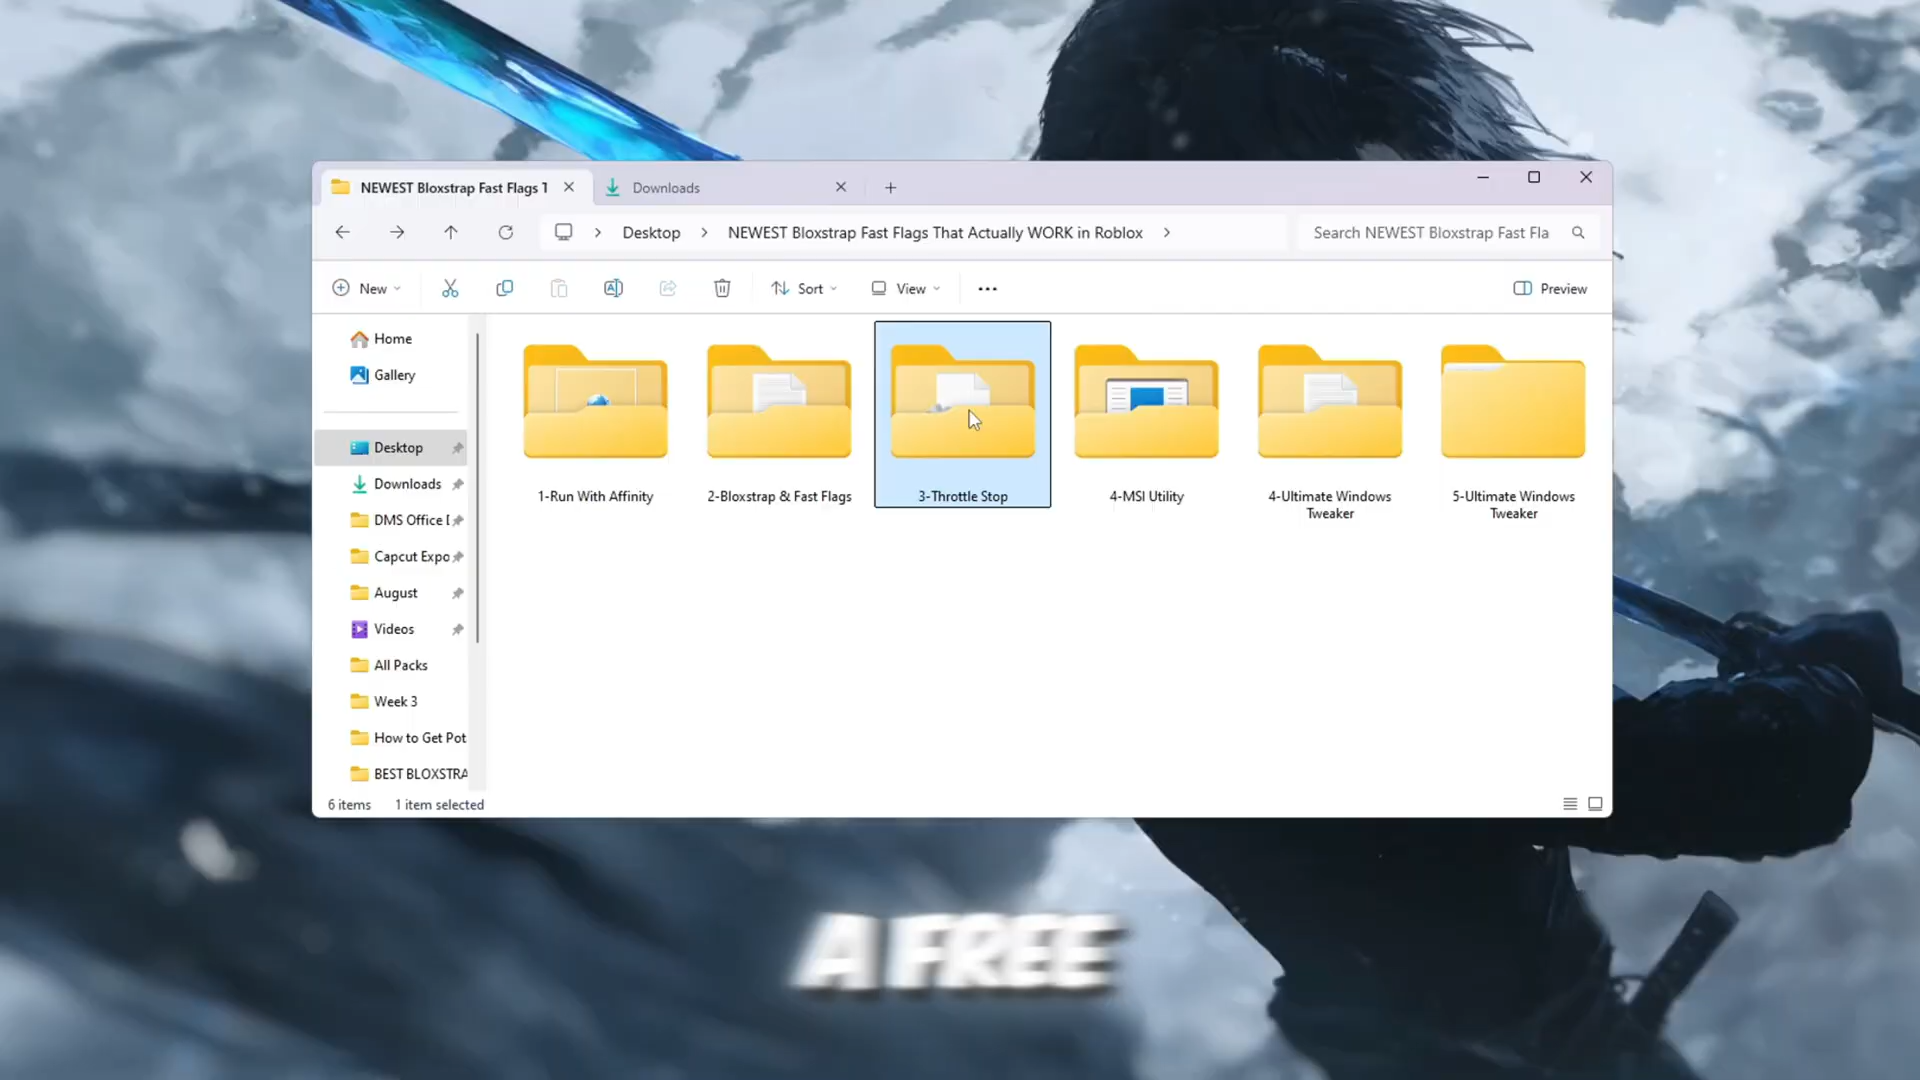 NEWEST Bloxstrap Fast Flags 1
Downloads
Desktop
NEWEST Bloxstrap Fast Flags That Actually WORK in Roblox
Search NEWEST Bloxstrap Fast Fla
New
Sort
View
Preview
Home
Gallery
Desktop
Downloads
DMS Office [
Capcut Expo
August
Videos
All Packs
Week 3
How to Get Pot
BEST BLOXSTRA
1-Run With Affinity
2-Bloxstrap & Fast Flags
3-Throttle Stop
4-MSI Utility
4-Ultimate Windows
Tweaker
5-Ultimate Windows
Tweaker
6 items
1 item selected
A FREE